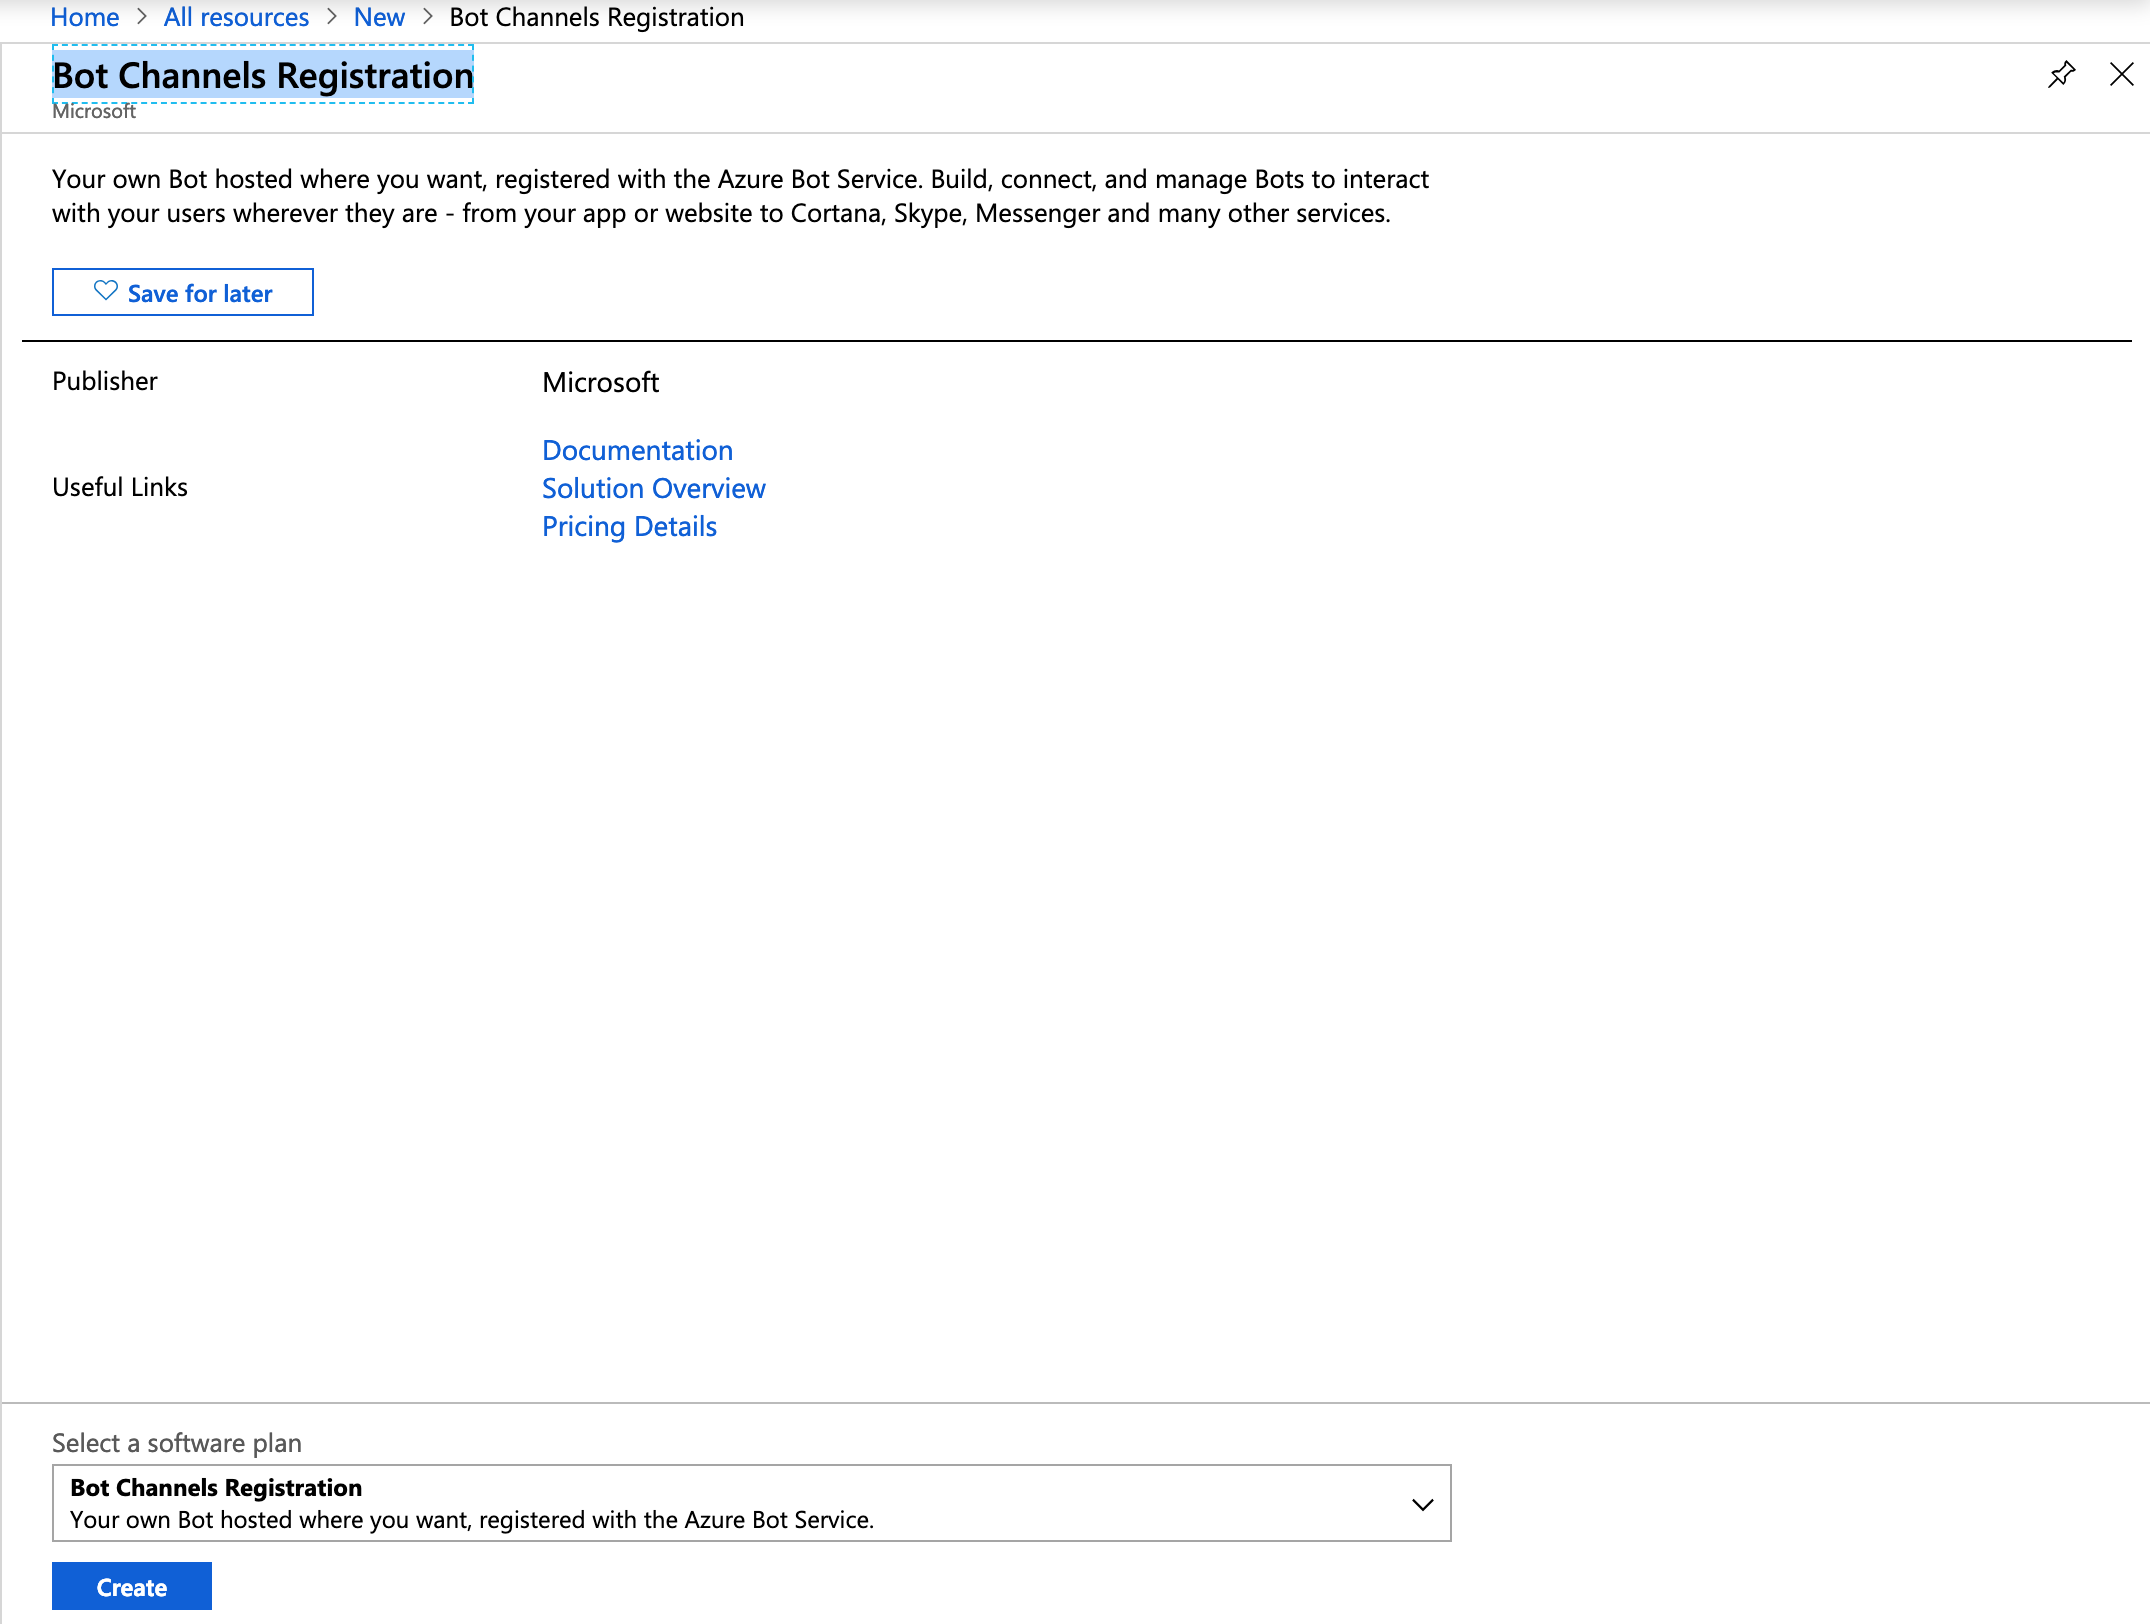 Home > All resources > New > Bot Channels Registration
Bot Channels Registration
Microsoft
Your own Bot hosted where you want, registered with the Azure Bot Service. Build, connect, and manage Bots to interact
with your users wherever they are - from your app or website to Cortana, Skype, Messenger and many other services.
Save for later
Publisher
Microsoft
Useful Links
Documentation
Solution Overview
Pricing Details
Select a software plan
Bot Channels Registration
Your own Bot hosted where you want, registered with the Azure Bot Service.
Create